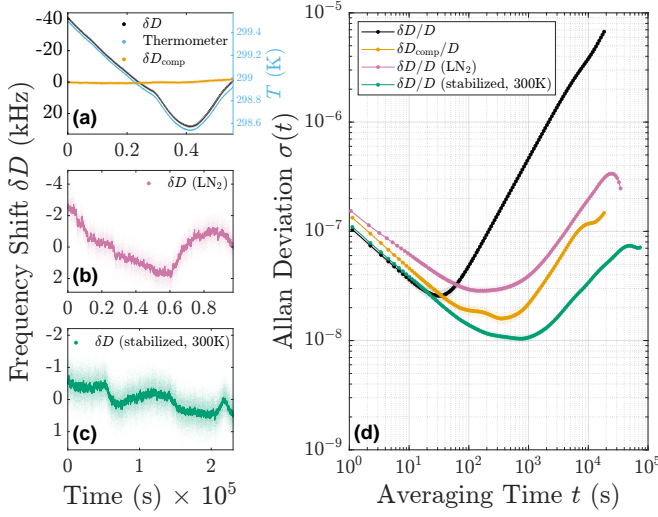 -40
-20
0
20
δD
Thermometer
δD_comp
(a)
299.4
299.2
299.0
298.8
298.6
T (K)
0 0.2 0.4
-4
-2
0
2
δD (LN₂)
(b)
0 0.2 0.4 0.6 0.8
-2
-1
0
1
δD (stabilized, 300K)
(c)
0 1 2
Time (s) × 10⁵
Frequency Shift δD (kHz)
δD/D
δD_comp/D
δD/D (LN₂)
δD/D (stabilized, 300K)
10⁻⁵
10⁻⁶
10⁻⁷
10⁻⁸
10⁻⁹
(d)
10⁰ 10¹ 10² 10³ 10⁴ 10⁵
Averaging Time t (s)
Allan Deviation σ(t)